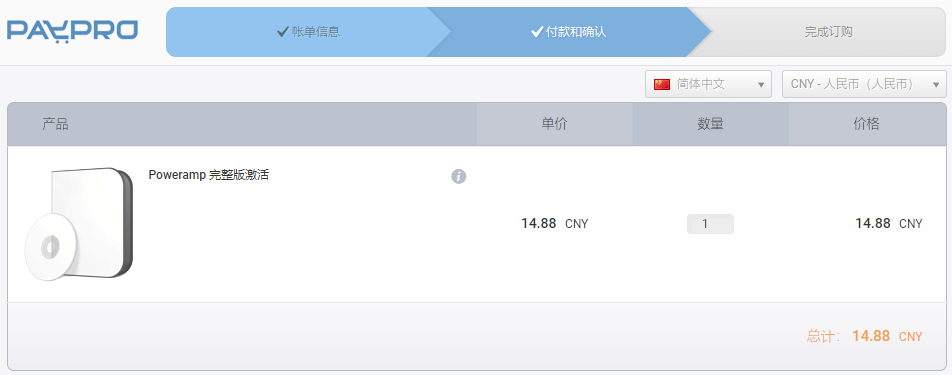 PAYPRO
帐单信息
付款和确认
完成订购
简体中文
CNY - 人民币（人民币）
产品 单价 数量 价格
Poweramp 完整版激活
14.88 CNY 1 14.88 CNY
总计： 14.88 CNY